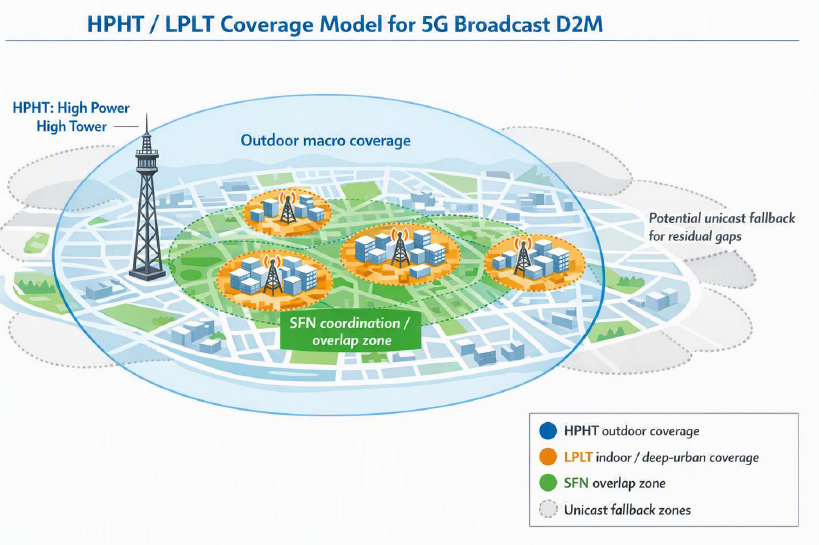 HPHT / LPLT Coverage Model for 5G Broadcast D2M
HPHT: High Power
High Tower
Outdoor macro coverage
Potential unicast fallback
for residual gaps
SFN coordination /
overlap zone
HPHT outdoor coverage
LPLT indoor / deep-urban coverage
SFN overlap zone
Unicast fallback zones